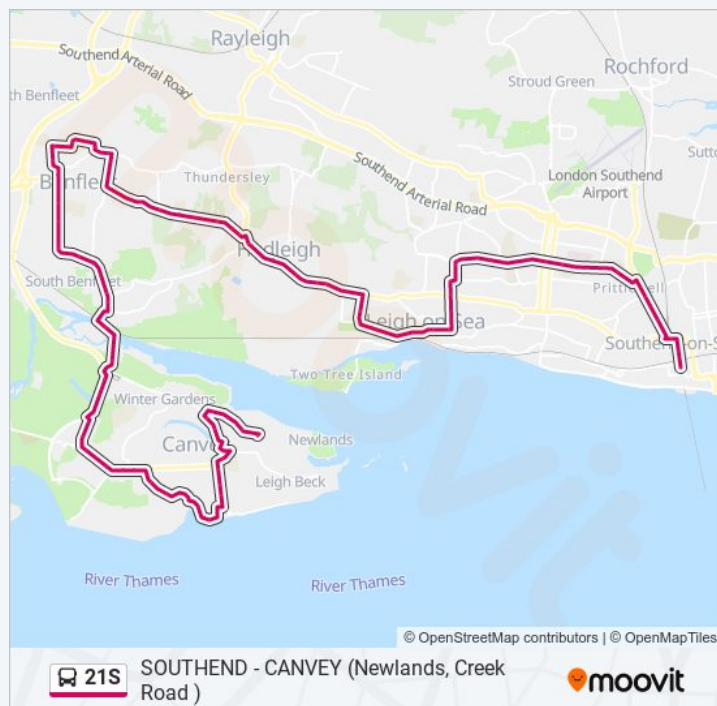 Rayleigh
Rochford
Southend Arterial Road
Stroud Green
th Benfleet
Sutto
Thundersley
Southend Arterial Road
London Southend
Airport
Benfleet
Hadleigh
South Benfleet
Prittlewell
Leigh on Sea
Southend-on-S
Two Tree Island
Winter Gardens
Canvey
Newlands
Leigh Beck
River Thames
River Thames
© OpenStreetMap contributors | © OpenMapTiles
21S
SOUTHEND - CANVEY (Newlands, Creek
Road )
moovit